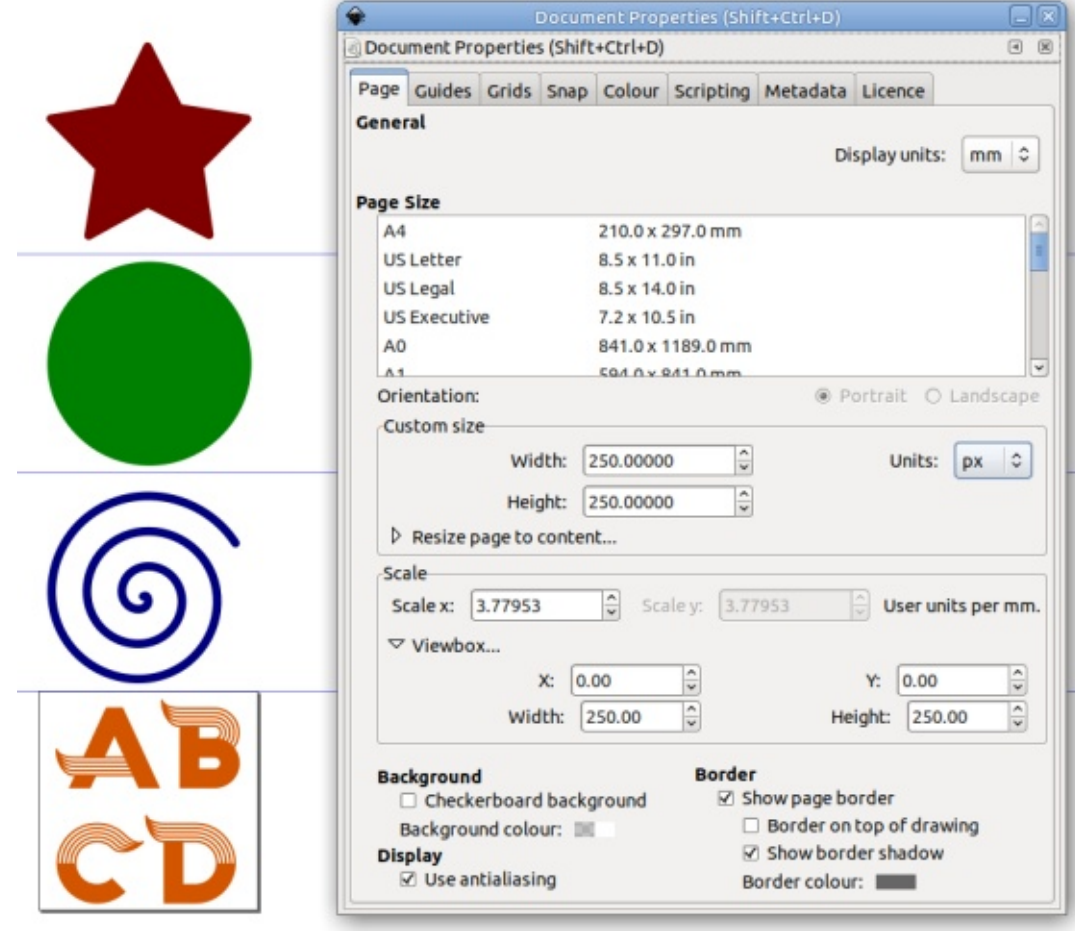 Document Properties (Shift+Ctrl+D)
Document Properties (Shift+Ctrl+D)
Page Guides Grids Snap Colour Scripting Metadata Licence
General
Display units: mm
Page Size
A4 210.0 x 297.0 mm
US Letter 8.5 x 11.0 in
US Legal 8.5 x 14.0 in
US Executive 7.2 x 10.5 in
A0 841.0 x 1189.0 mm
A1 594.0 x 841.0 mm
Orientation: Portrait Landscape
Custom size
Width: 250.00000 Units: px
Height: 250.00000
Resize page to content...
Scale
Scale x: 3.77953 Scale y: 3.77953 User units per mm.
Viewbox...
X: 0.00 Y: 0.00
Width: 250.00 Height: 250.00
Background
Checkerboard background
Background colour:
Display
Use antialiasing
Border
Show page border
Border on top of drawing
Show border shadow
Border colour:
AB
CD